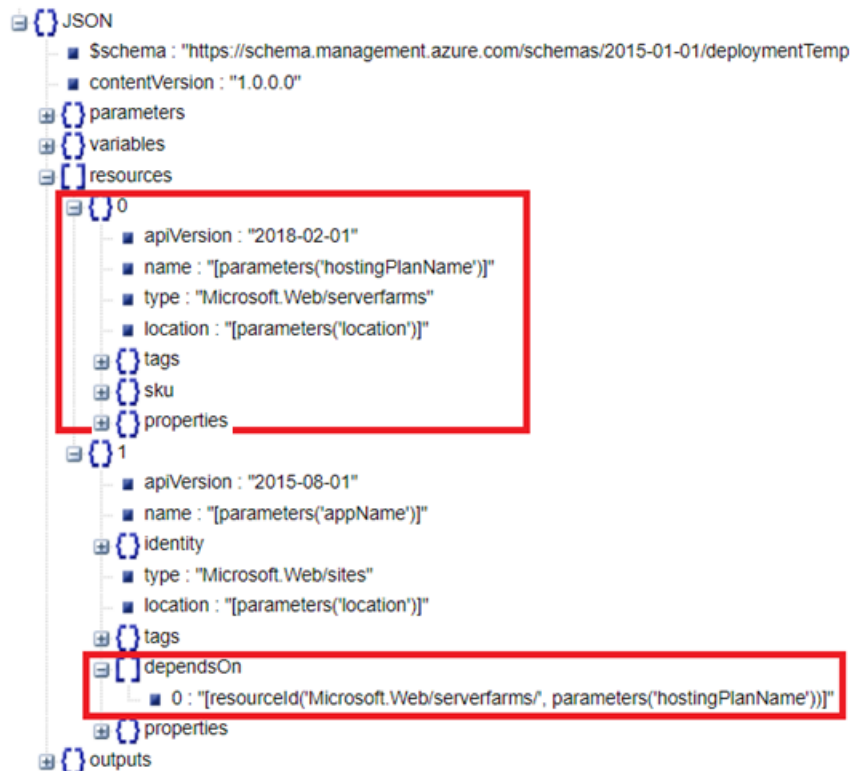 JSON
$schema : "https://schema.management.azure.com/schemas/2015-01-01/deploymentTemp
contentVersion : "1.0.0.0"
parameters
variables
resources
0
apiVersion : "2018-02-01"
name : "[parameters('hostingPlanName')]"
type : "Microsoft.Web/serverfarms"
location : "[parameters('location')]"
tags
sku
properties
1
apiVersion : "2015-08-01"
name : "[parameters('appName')]"
identity
type : "Microsoft.Web/sites"
location : "[parameters('location')]"
tags
dependsOn
0 : "[resourceId('Microsoft.Web/serverfarms/', parameters('hostingPlanName'))]"
properties
outputs